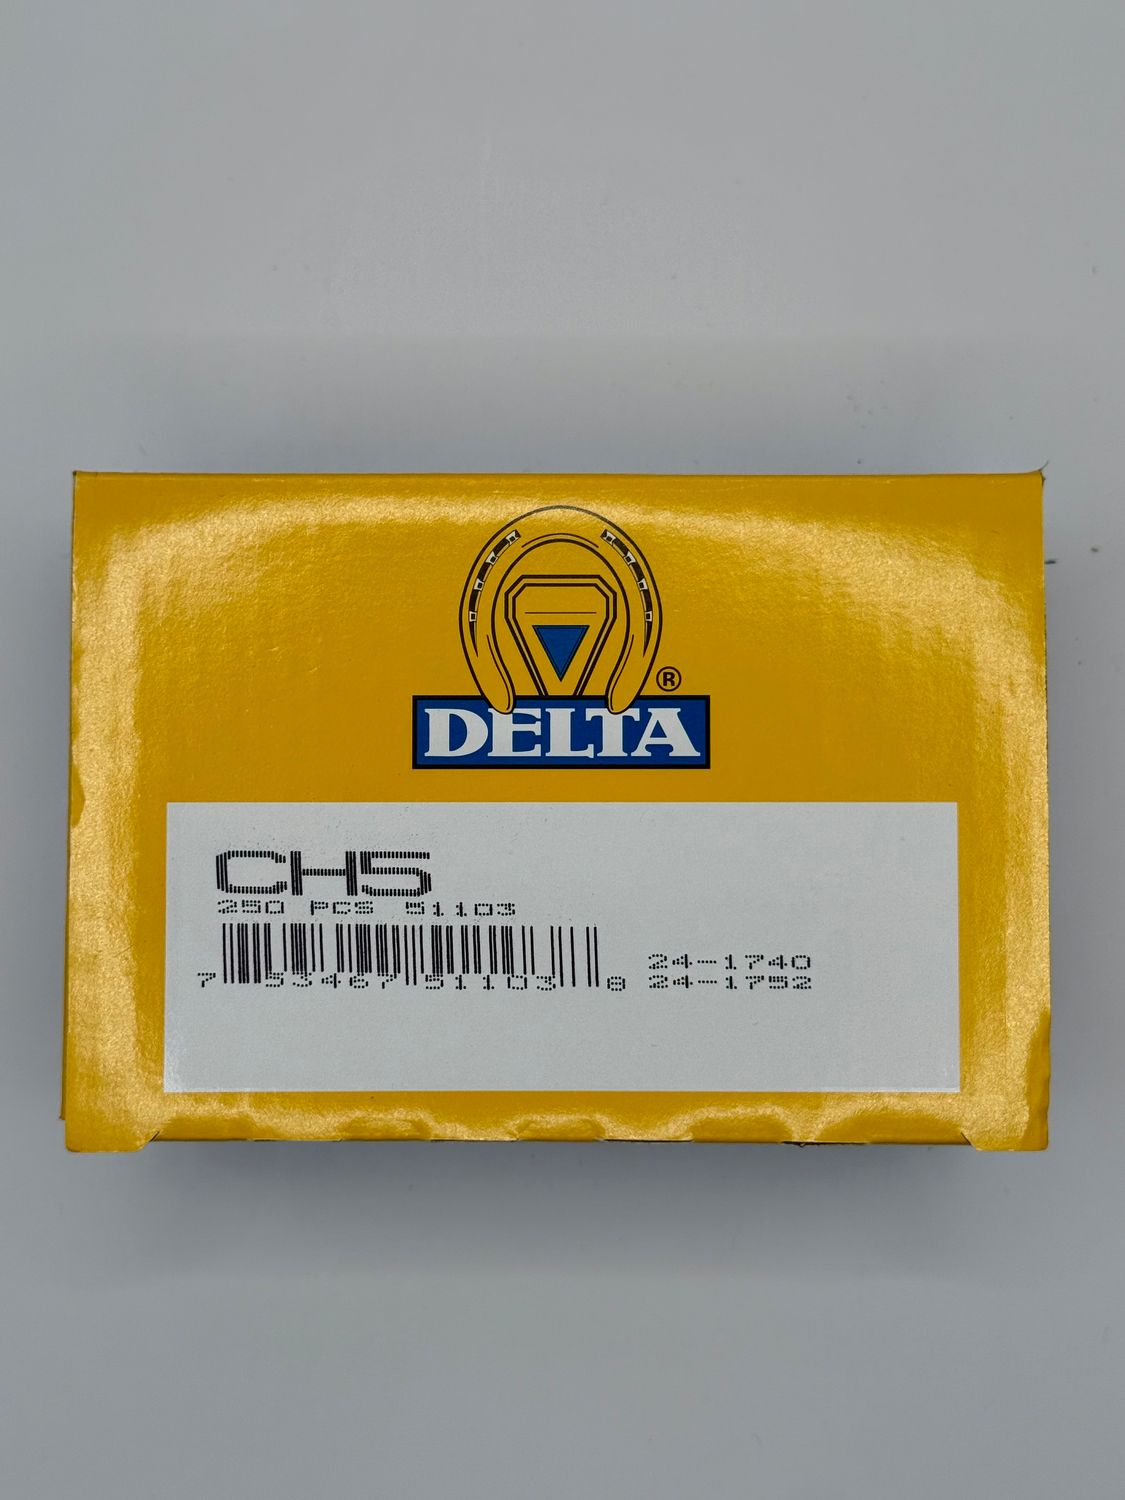 ®
DELTA
CH5
250 PCS 51103
7 53467 51103 8
24-1740
24-1752